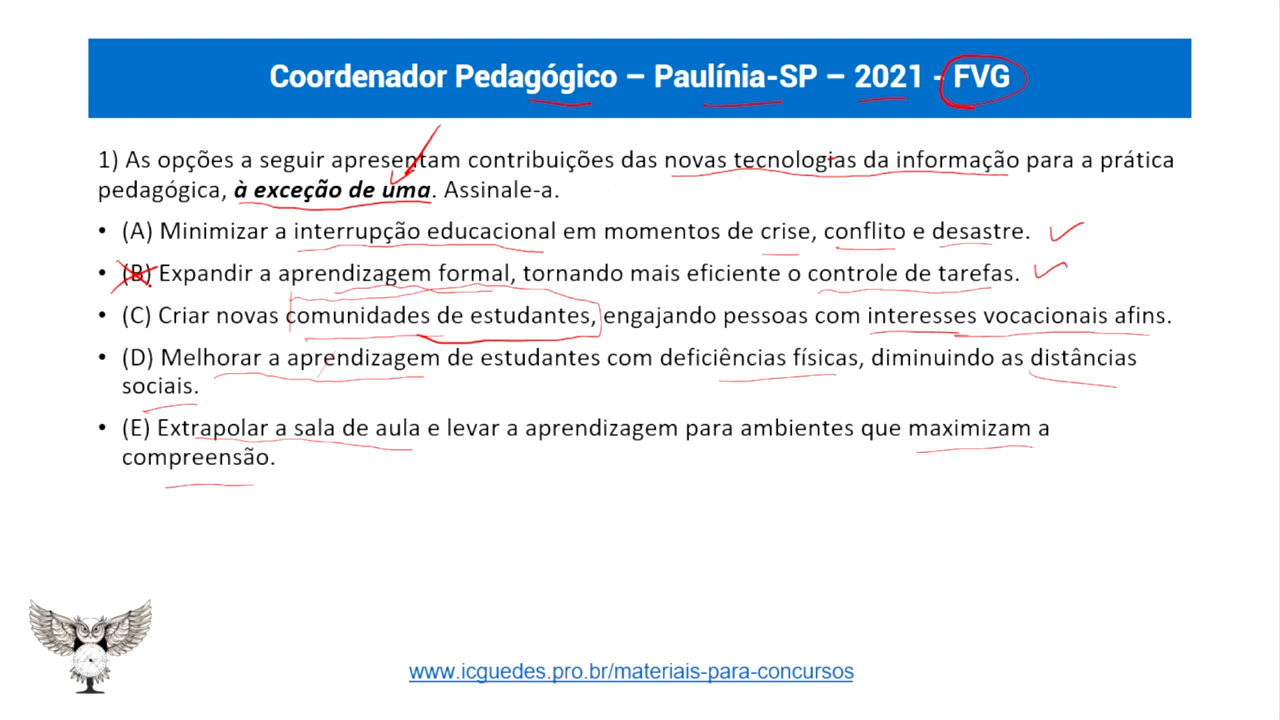 Coordenador Pedagógico – Paulínia-SP – 2021 - FVG
1) As opções a seguir apresentam contribuições das novas tecnologias da informação para a prática
pedagógica, à exceção de uma. Assinale-a.
• (A) Minimizar a interrupção educacional em momentos de crise, conflito e desastre.
• (B) Expandir a aprendizagem formal, tornando mais eficiente o controle de tarefas.
• (C) Criar novas comunidades de estudantes, engajando pessoas com interesses vocacionais afins.
• (D) Melhorar a aprendizagem de estudantes com deficiências físicas, diminuindo as distâncias
sociais.
• (E) Extrapolar a sala de aula e levar a aprendizagem para ambientes que maximizam a
compreensão.
www.icguedes.pro.br/materiais-para-concursos